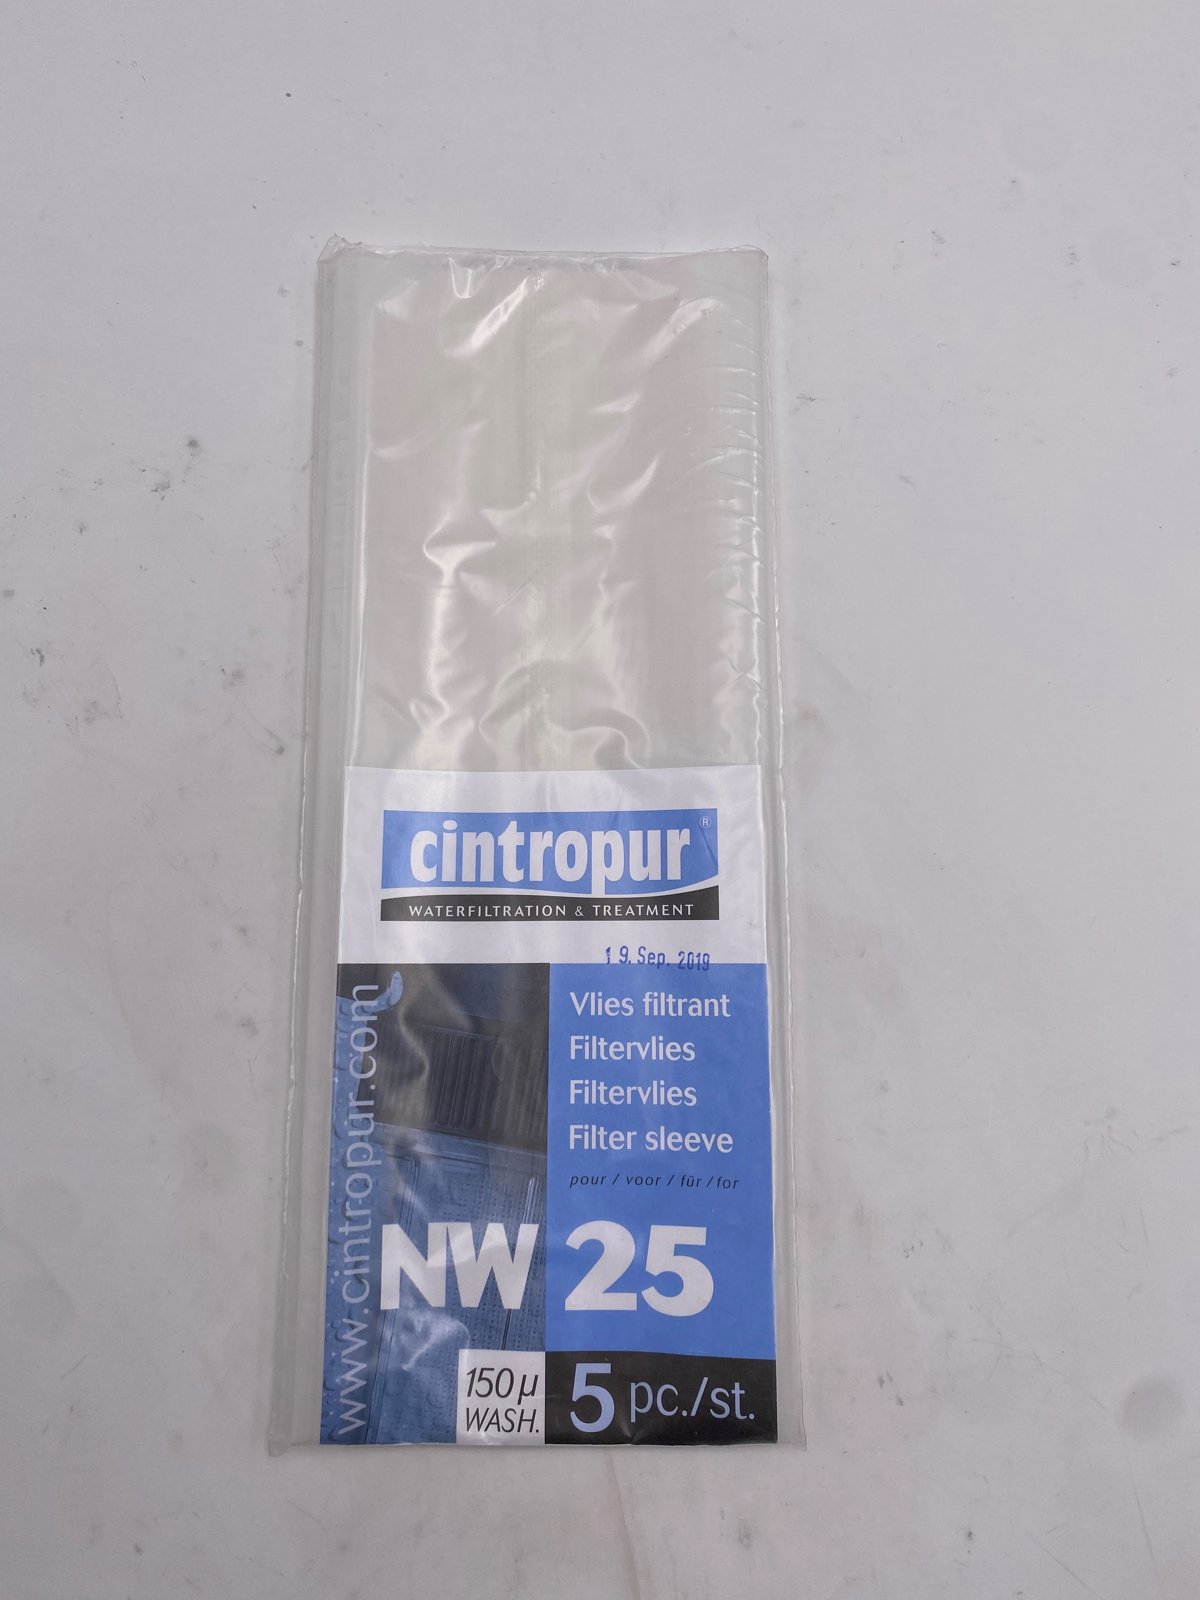 cintropur®
WATERFILTRATION & TREATMENT
19. Sep. 2019
www.cintropur.com
Vlies filtrant
Filtervlies
Filtervlies
Filter sleeve
pour / voor / für / for
NW 25
150 µ
WASH.
5 pc./st.